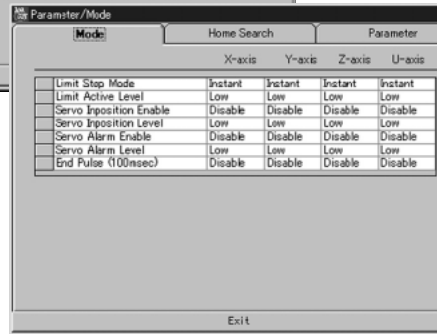 Parameter/Mode
Mode Home Search Parameter
X-axis Y-axis Z-axis U-axis
Limit Stop Mode Instant Instant Instant Instant
Limit Active Level Low Low Low Low
Servo Inposition Enable Disable Disable Disable Disable
Servo Inposition Level Low Low Low Low
Servo Alarm Enable Disable Disable Disable Disable
Servo Alarm Level Low Low Low Low
End Pulse (100msec) Disable Disable Disable Disable
Exit